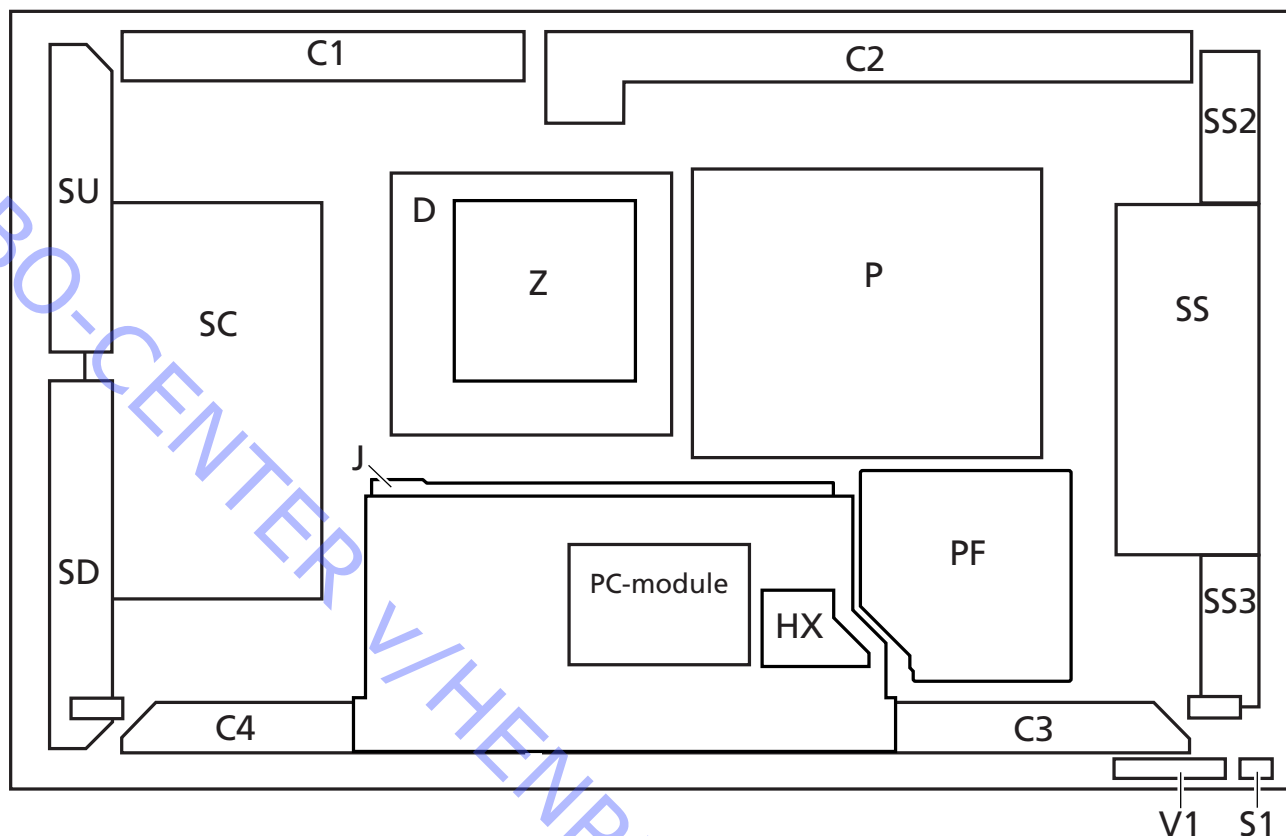 C1
C2
SS2
SU
D
Z
P
SC
SS
J
PC-module
PF
SD
HX
SS3
C4
C3
V1
S1
BO-CENTER v/HENR